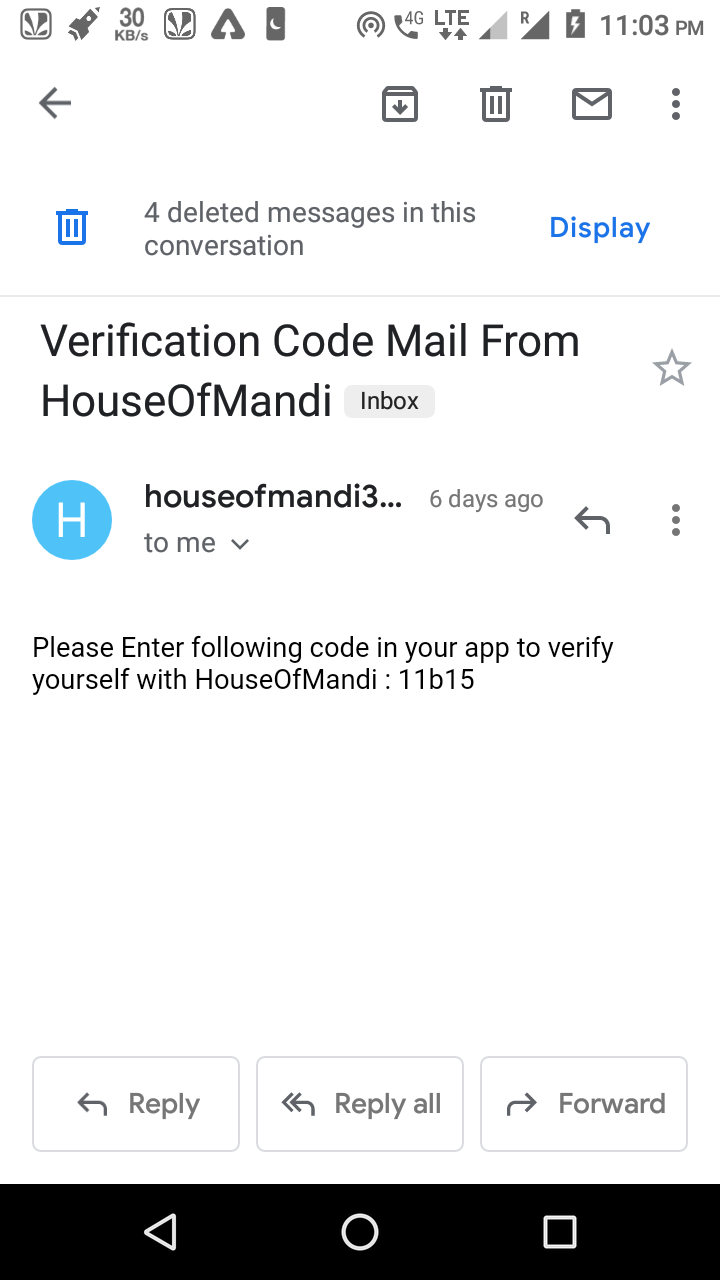 30
KB/s
4G
LTE
R
11:03 PM
4 deleted messages in this
conversation
Display
Verification Code Mail From
HouseOfMandi Inbox
H
houseofmandi3... 6 days ago
to me
Please Enter following code in your app to verify
yourself with HouseOfMandi : 11b15
Reply
Reply all
Forward